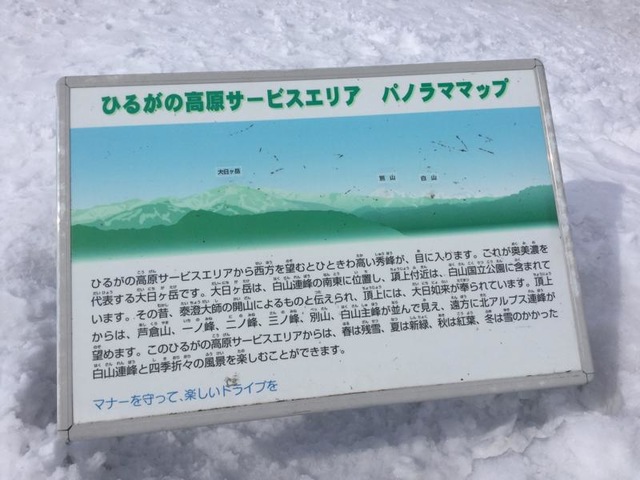 ひるがの高原サービスエリア　パノラママップ
大日ヶ岳
別山
白山
ひるがの高原サービスエリアから西方を望むとひときわ高い秀峰が、目に入ります。これが奥美濃を
代表する大日ヶ岳です。大日ヶ岳は、白山連峰の南東に位置し、頂上付近は、白山国立公園に含まれて
います。その昔、泰澄大師の開山によるものと伝えられ、頂上には、大日如来が奉られています。頂上
からは、芦倉山、一ノ峰、二ノ峰、三ノ峰、別山、白山主峰が並んで見え、遠方に北アルプス連峰が
望めます。このひるがの高原サービスエリアからは、春は残雪、夏は新緑、秋は紅葉、冬は雪のかかった
白山連峰と四季折々の風景を楽しむことができます。
マナーを守って、楽しいドライブを